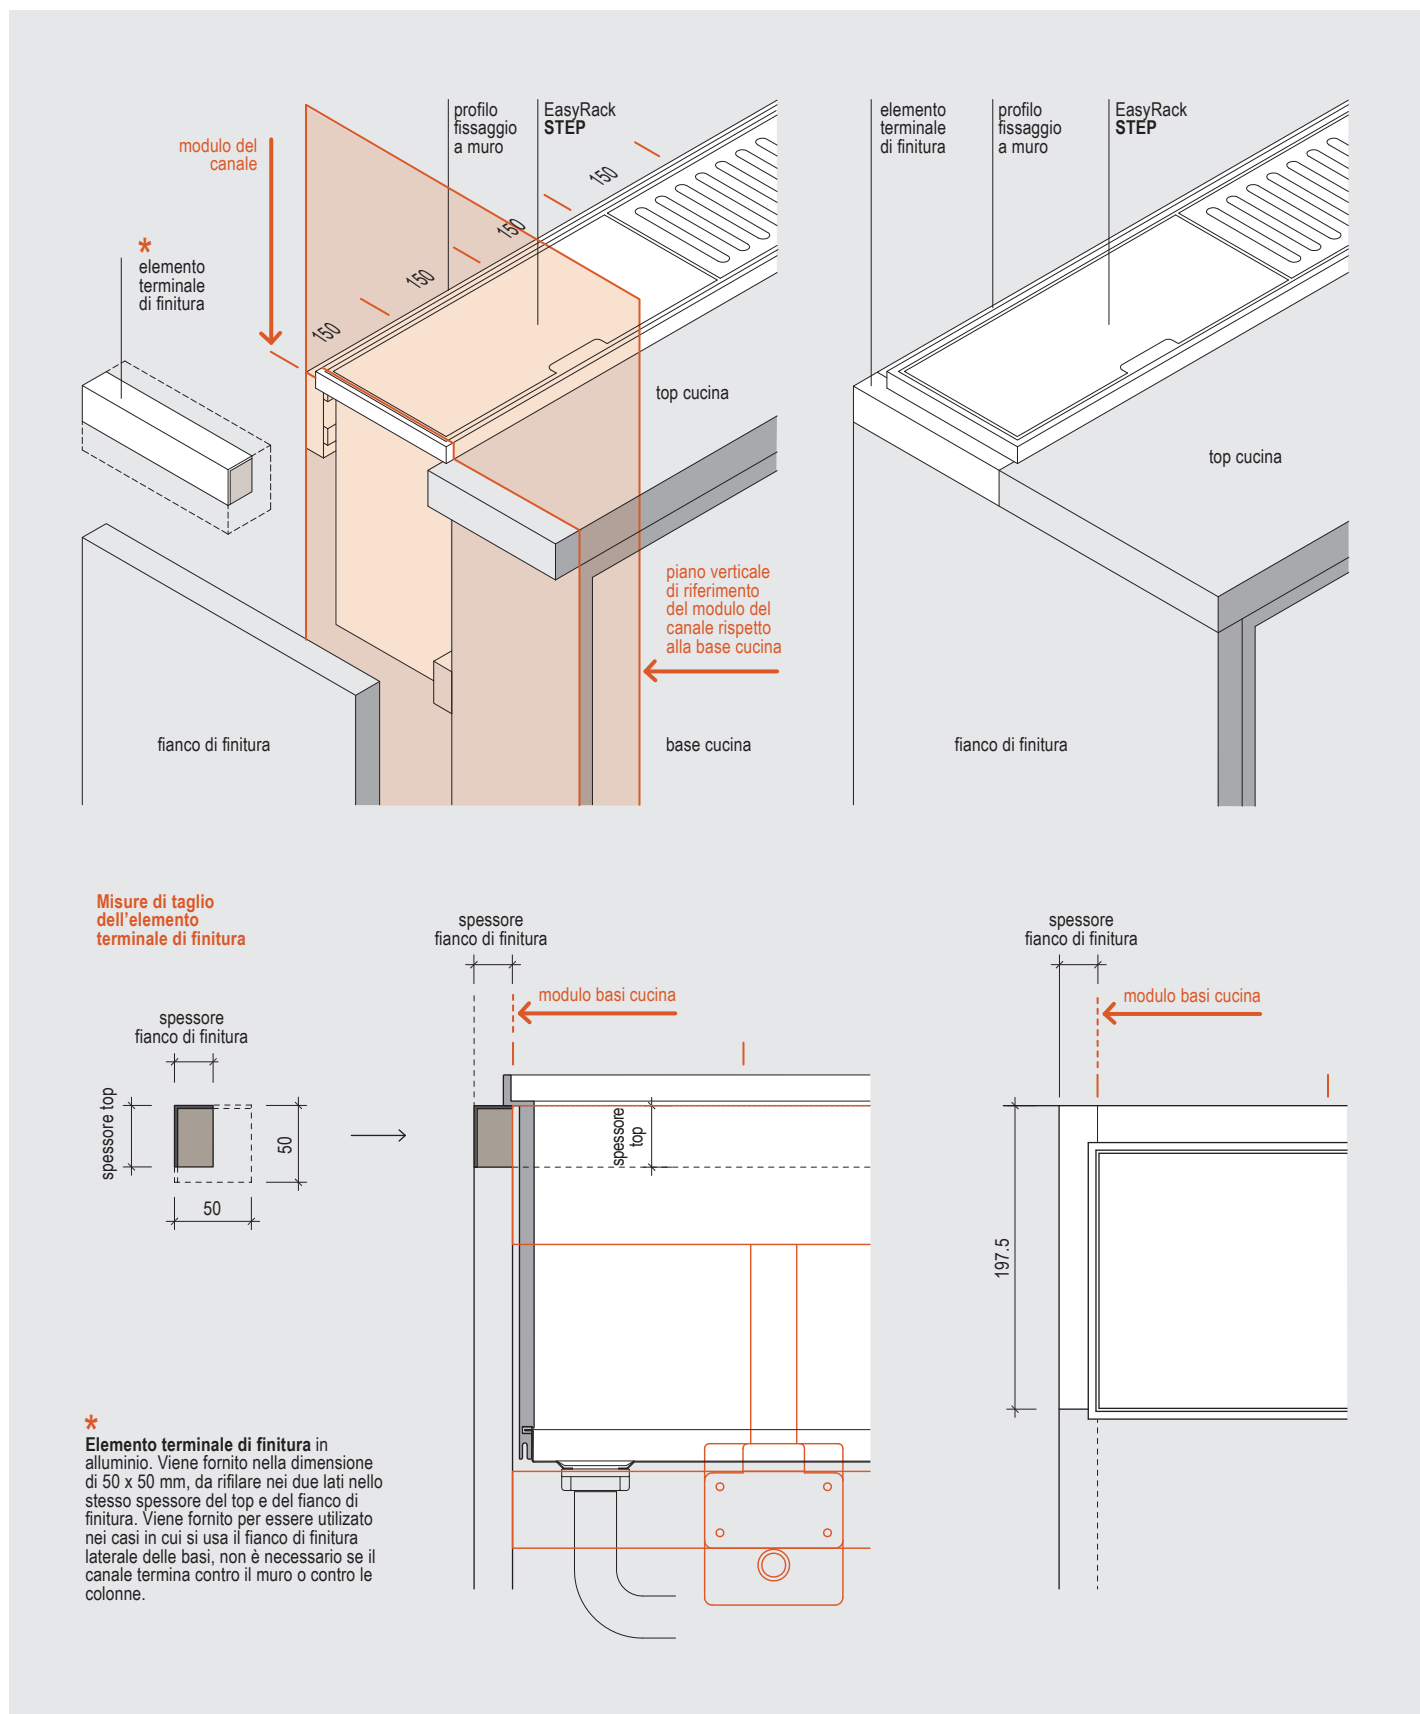 modulo del
canale
profilo
fissaggio
a muro
EasyRack
STEP
150
150
150
150
*
elemento
terminale
di finitura
top cucina
piano verticale
di riferimento
del modulo del
canale rispetto
alla base cucina
fianco di finitura
base cucina
elemento
terminale
di finitura
profilo
fissaggio
a muro
EasyRack
STEP
top cucina
fianco di finitura
Misure di taglio
dell'elemento
terminale di finitura
spessore
fianco di finitura
spessore top
50
50
spessore
fianco di finitura
modulo basi cucina
spessore
top
spessore
fianco di finitura
modulo basi cucina
197.5
*
Elemento terminale di finitura in
alluminio. Viene fornito nella dimensione
di 50 x 50 mm, da rifilare nei due lati nello
stesso spessore del top e del fianco di
finitura. Viene fornito per essere utilizato
nei casi in cui si usa il fianco di finitura
laterale delle basi, non è necessario se il
canale termina contro il muro o contro le
colonne.